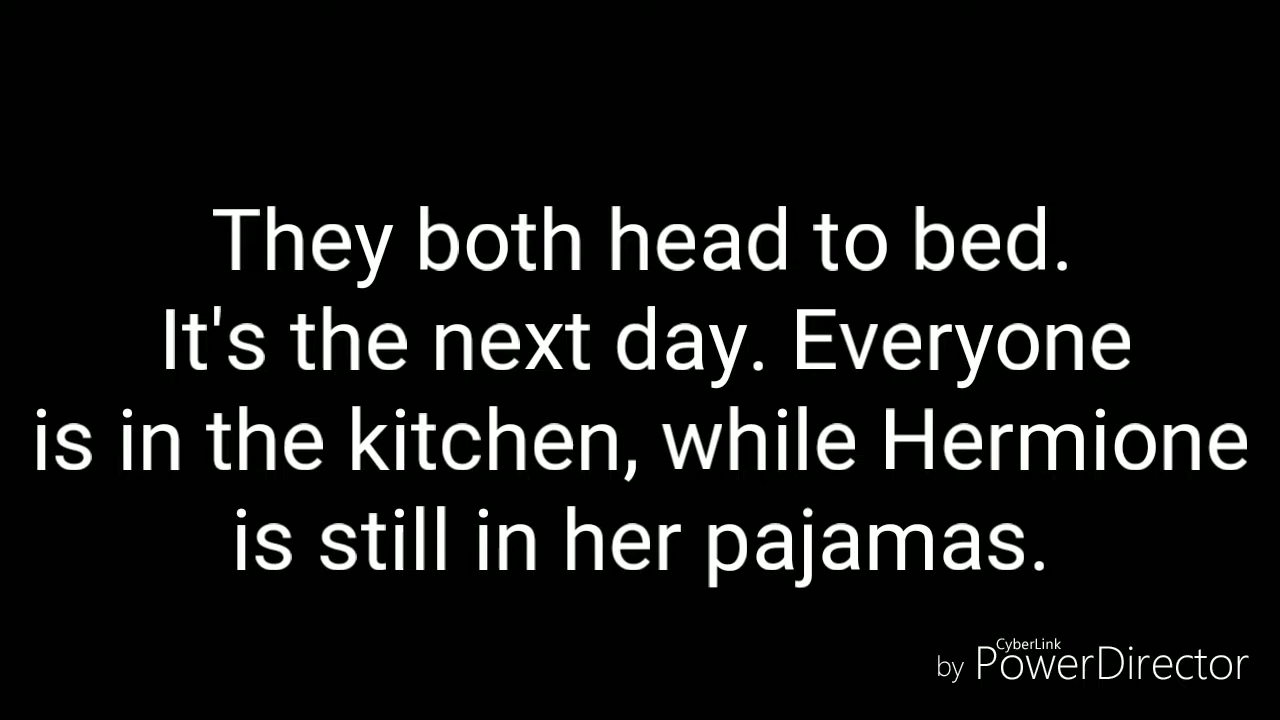 They both head to bed.
It's the next day. Everyone
is in the kitchen, while Hermione
is still in her pajamas.
CyberLink
by PowerDirector